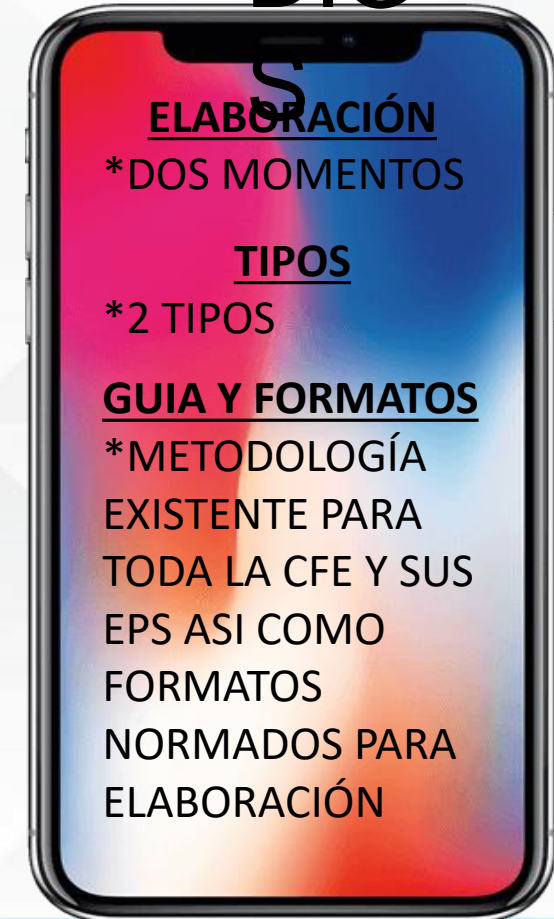 S
ELABORACIÓN
*DOS MOMENTOS
TIPOS
*2 TIPOS
GUIA Y FORMATOS
*METODOLOGÍA
EXISTENTE PARA
TODA LA CFE Y SUS
EPS ASI COMO
FORMATOS
NORMADOS PARA
ELABORACIÓN